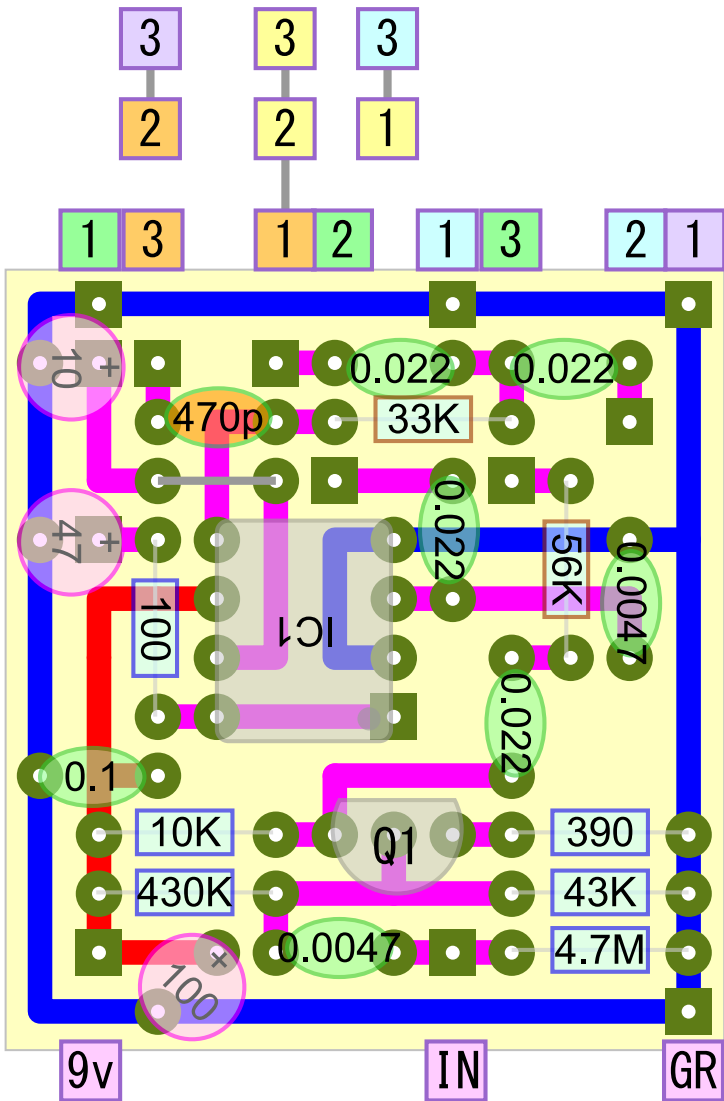 3 3 3
2 2 1
1 3 1 2 1 3 2 1
10 + 0.022 0.022
470p 33K
0.022
47 + 56K 0.0047
100 IC1
0.022
0.1
10K Q1 390
430K 43K
0.0047 4.7M
+
100
9v IN GR